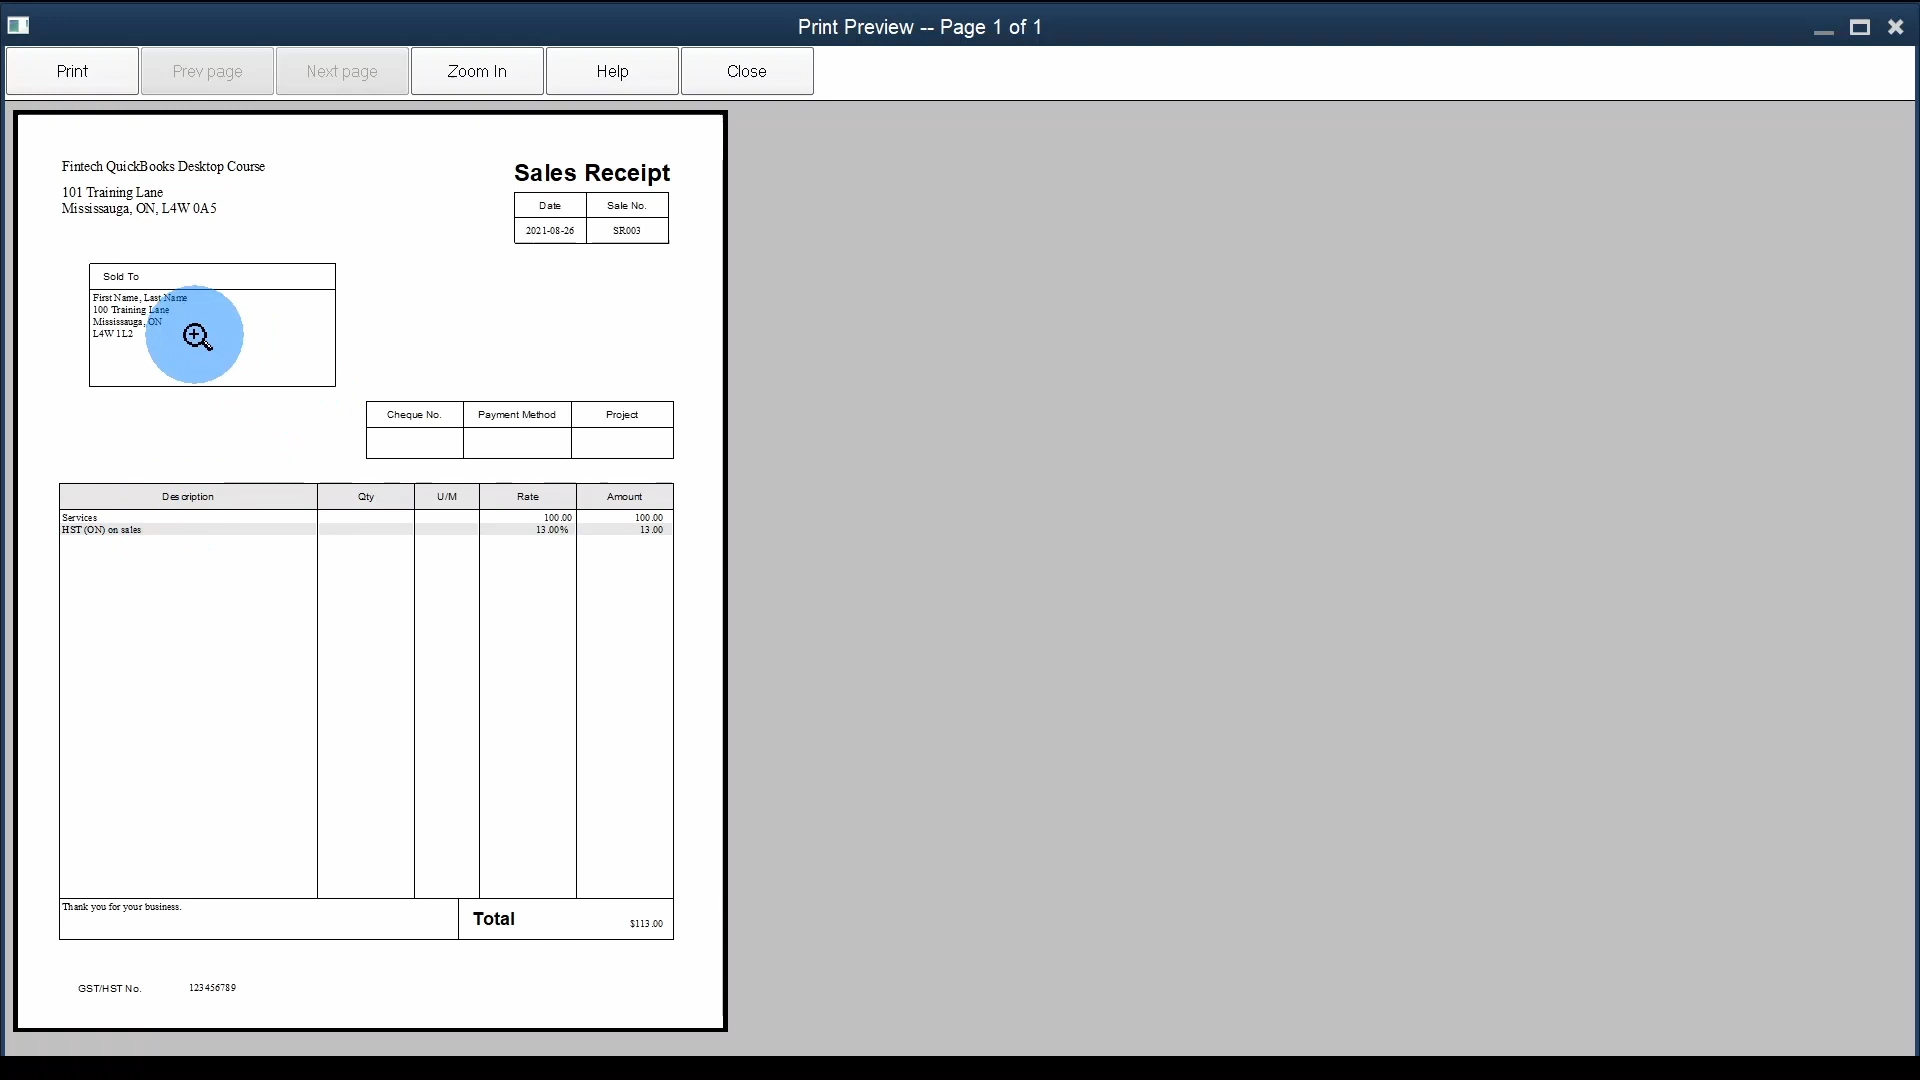 Print Preview -- Page 1 of 1
Print Prev page Next page Zoom In Help Close
Fintech QuickBooks Desktop Course
101 Training Lane
Mississauga, ON, L4W 0A5
Sales Receipt
Date Sale No.
2021-08-26 SR003
Sold To
First Name, Last Name
100 Training Lane
Mississauga, ON
L4W 1L2
Cheque No. Payment Method Project
Description Qty U/M Rate Amount
Services 100.00 100.00
HST (ON) on sales 13.00% 13.00
Thank you for your business.
Total $113.00
GST/HST No. 123456789